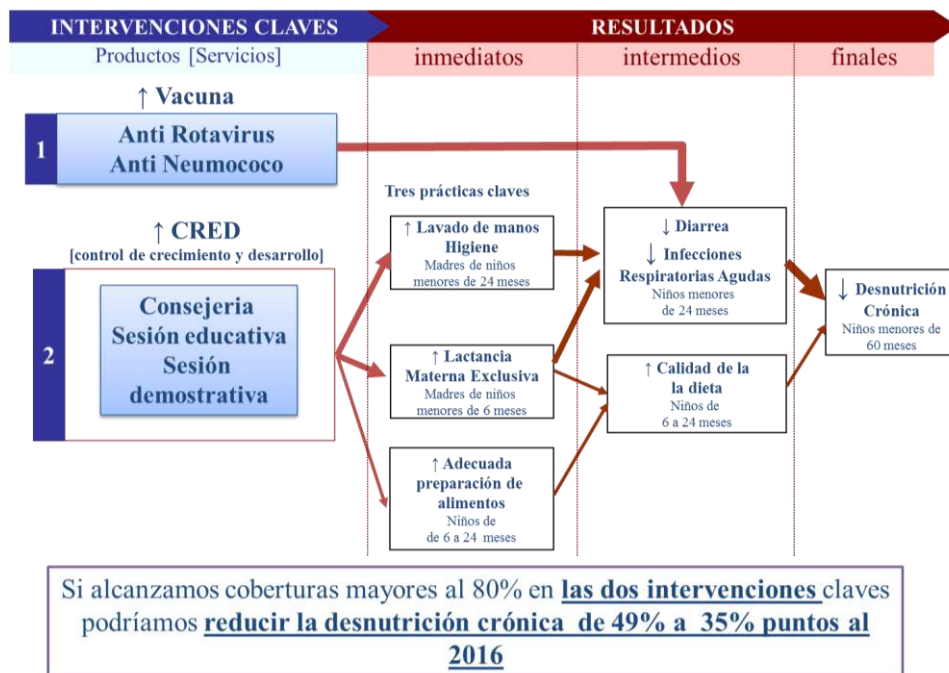 INTERVENCIONES CLAVES
RESULTADOS
Productos [Servicios]
inmediatos
intermedios
finales
↑ Vacuna
1
Anti Rotavirus
Anti Neumococo
↑ CRED
[control de crecimiento y desarrollo]
2
Consejeria
Sesión educativa
Sesión
demostrativa
Tres prácticas claves
↑ Lavado de manos
Higiene
Madres de niños
menores de 24 meses
↑ Lactancia
Materna Exclusiva
Madres de niños
menores de 6 meses
↑ Adecuada
preparación de
alimentos
Niños de
de 6 a 24 meses
↓ Diarrea
↓ Infecciones
Respiratorias Agudas
Niños menores
de 24 meses
↑ Calidad de la
la dieta
Niños de
6 a 24 meses
↓ Desnutrición
Crónica
Niños menores de
60 meses
Si alcanzamos coberturas mayores al 80% en las dos intervenciones claves
podríamos reducir la desnutrición crónica de 49% a 35% puntos al
2016